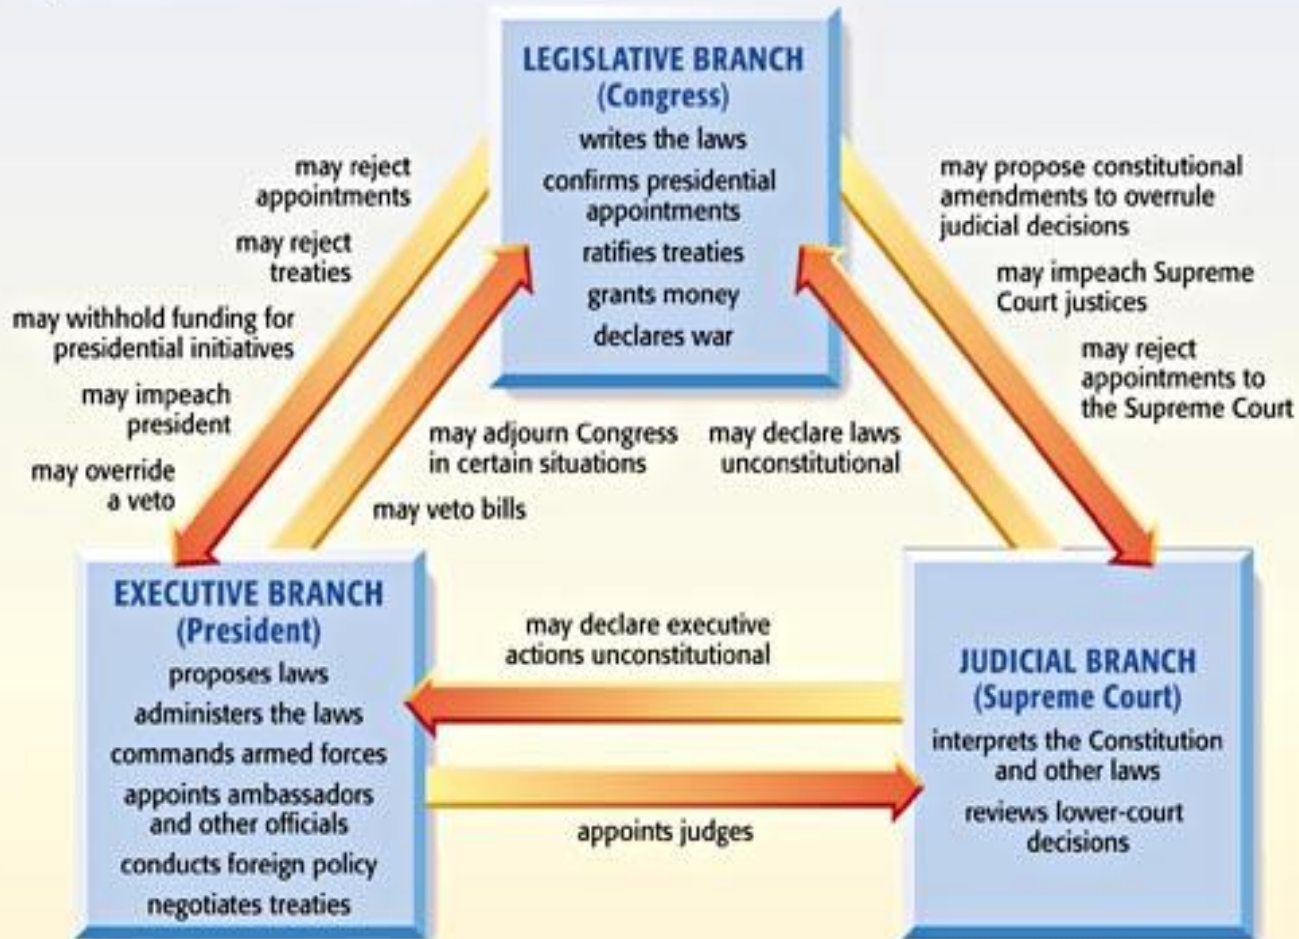 LEGISLATIVE BRANCH
(Congress)
writes the laws
confirms presidential
appointments
ratifies treaties
grants money
declares war
may reject
appointments
may reject
treaties
may withhold funding for
presidential initiatives
may impeach
president
may override
a veto
may adjourn Congress
in certain situations
may veto bills
may declare laws
unconstitutional
may propose constitutional
amendments to overrule
judicial decisions
may impeach Supreme
Court justices
may reject
appointments to
the Supreme Court
EXECUTIVE BRANCH
(President)
proposes laws
administers the laws
commands armed forces
appoints ambassadors
and other officials
conducts foreign policy
negotiates treaties
may declare executive
actions unconstitutional
appoints judges
JUDICIAL BRANCH
(Supreme Court)
interprets the Constitution
and other laws
reviews lower-court
decisions